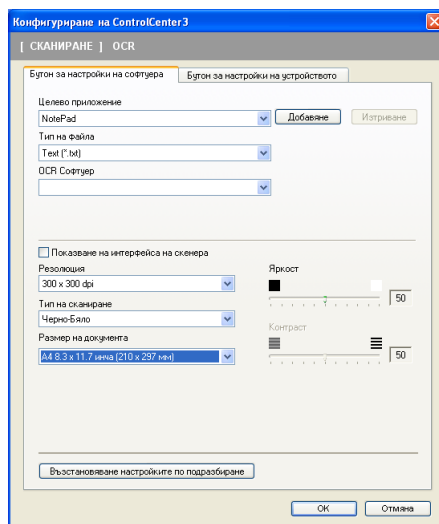 Конфигуриране на ControlCenter3
[ СКАНИРАНЕ ] OCR
Бутон за настройки на софтуера
Бутон за настройки на устройството
Целево приложение
NotePad
Добавяне
Изтриване
Тип на файла
Text (*.txt)
OCR Софтуер
Показване на интерфейса на скенера
Резолюция
Яркост
300 x 300 dpi
50
Тип на сканиране
Черно-Бяло
Контраст
Размер на документа
A4 8.3 x 11.7 инча (210 x 297 мм)
50
Възстановяване настройките по подразбиране
OK
Отмяна